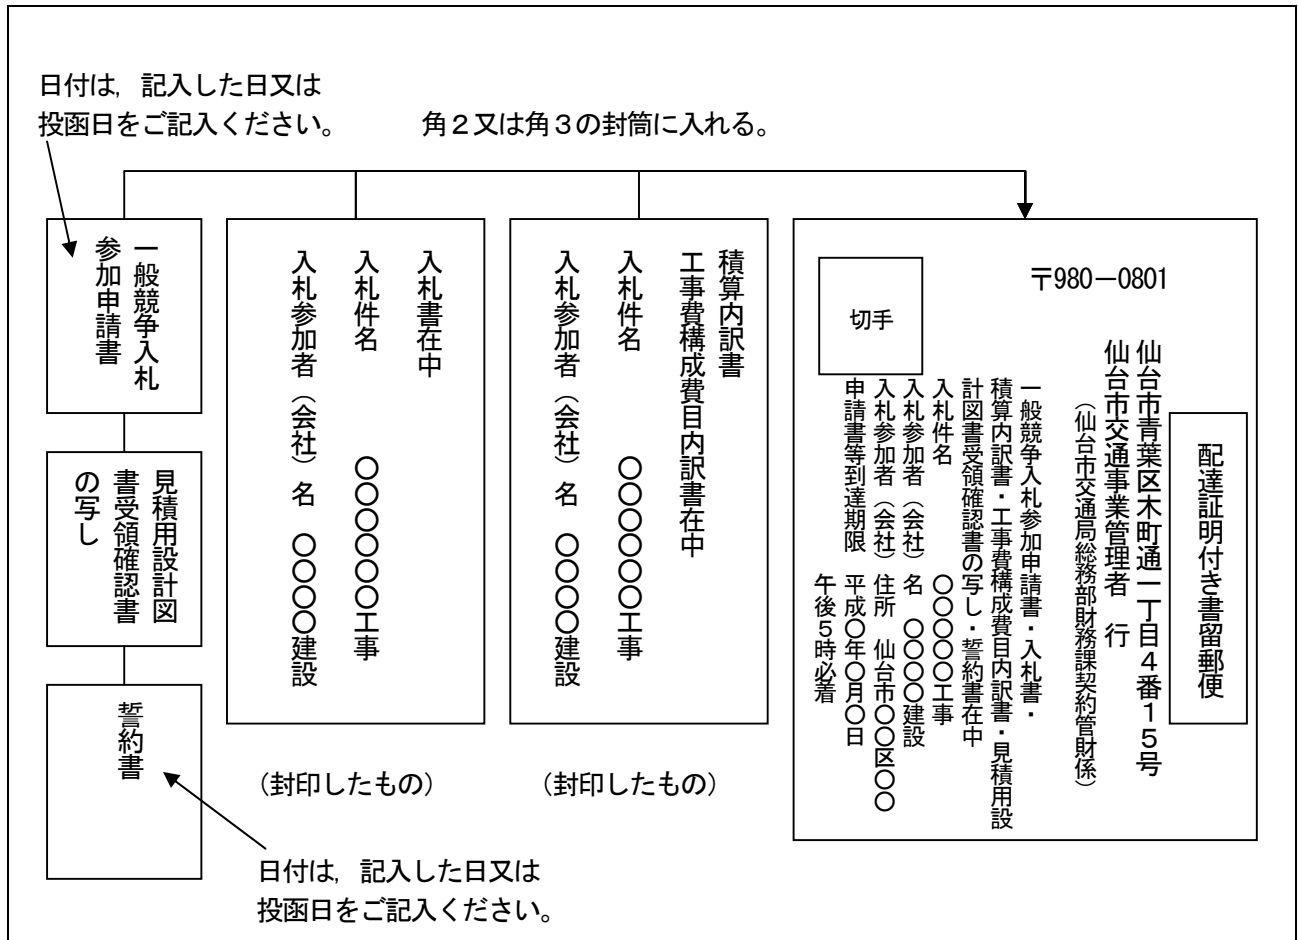 日付は，記入した日又は
投函日をご記入ください。
角２又は角３の封筒に入れる。
一般競争入札
参加申請書
見積用設計図
書受領確認書
の写し
誓約書
入札書在中
入札件名　　〇〇〇〇〇〇工事
入札参加者（会社）名　〇〇〇〇建設
（封印したもの）
積算内訳書
工事費構成費目内訳書在中
入札件名　　〇〇〇〇〇〇工事
入札参加者（会社）名　〇〇〇〇建設
（封印したもの）
配達証明付き書留郵便
〒980－0801
仙台市青葉区木町通一丁目４番１５号
仙台市交通事業管理者　行
（仙台市交通局総務部財務課契約管財係）
切手
一般競争入札参加申請書・入札書・
積算内訳書・工事費構成費目内訳書・見積用設
計図書受領確認書の写し・誓約書在中
入札件名　　〇〇〇〇〇工事
入札参加者（会社）名　〇〇〇〇建設
入札参加者（会社）住所　仙台市〇〇区〇〇
申請書等到達期限　平成〇年〇月〇日
午後５時必着
日付は，記入した日又は
投函日をご記入ください。